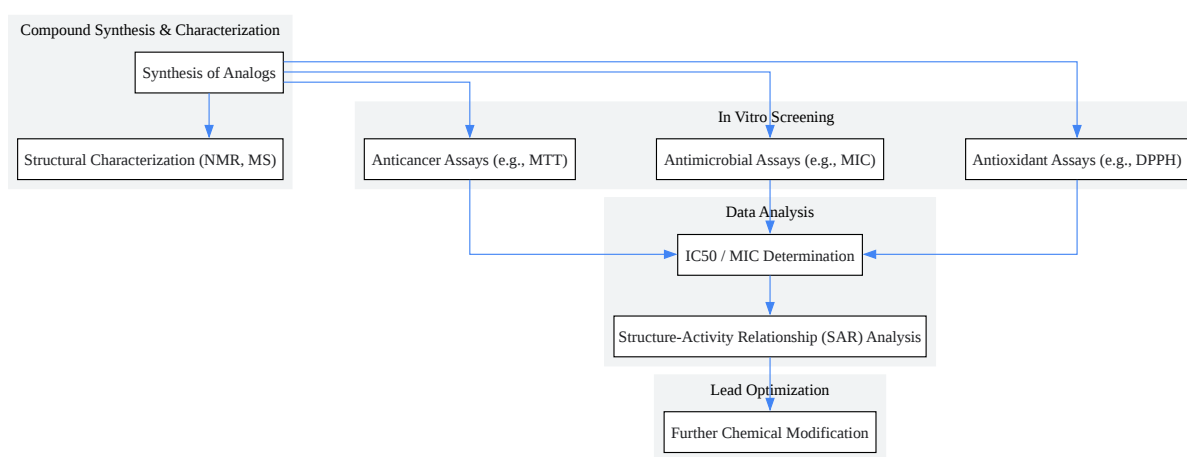 Compound Synthesis & Characterization
Synthesis of Analogs
Structural Characterization (NMR, MS)
In Vitro Screening
Anticancer Assays (e.g., MTT)
Antimicrobial Assays (e.g., MIC)
Antioxidant Assays (e.g., DPPH)
Data Analysis
IC50 / MIC Determination
Structure-Activity Relationship (SAR) Analysis
Lead Optimization
Further Chemical Modification